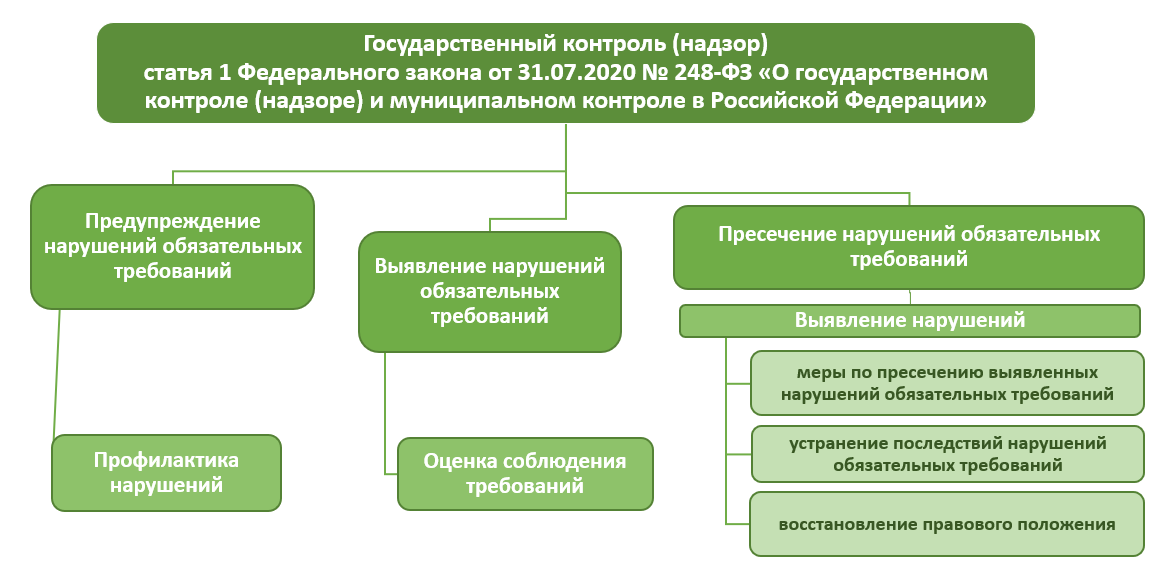 Государственный контроль (надзор)
статья 1 Федерального закона от 31.07.2020 № 248-ФЗ «О государственном
контроле (надзоре) и муниципальном контроле в Российской Федерации»
Предупреждение
нарушений обязательных
требований
Профилактика
нарушений
Выявление нарушений
обязательных
требований
Оценка соблюдения
требований
Пресечение нарушений обязательных
требований
Выявление нарушений
меры по пресечению выявленных
нарушений обязательных требований
устранение последствий нарушений
обязательных требований
восстановление правового положения